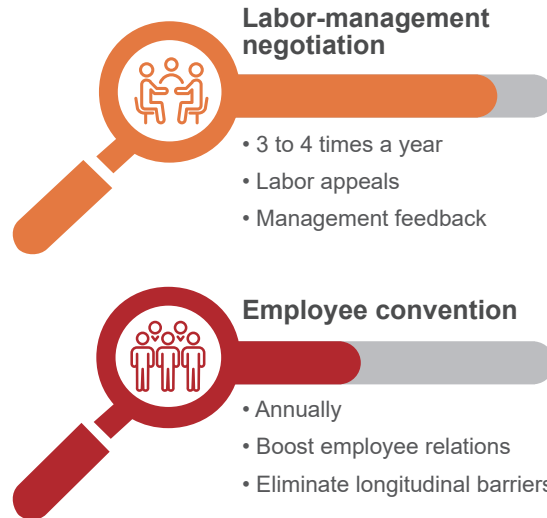 Labor-management
negotiation
• 3 to 4 times a year
• Labor appeals
• Management feedback
Employee convention
• Annually
• Boost employee relations
• Eliminate longitudinal barriers